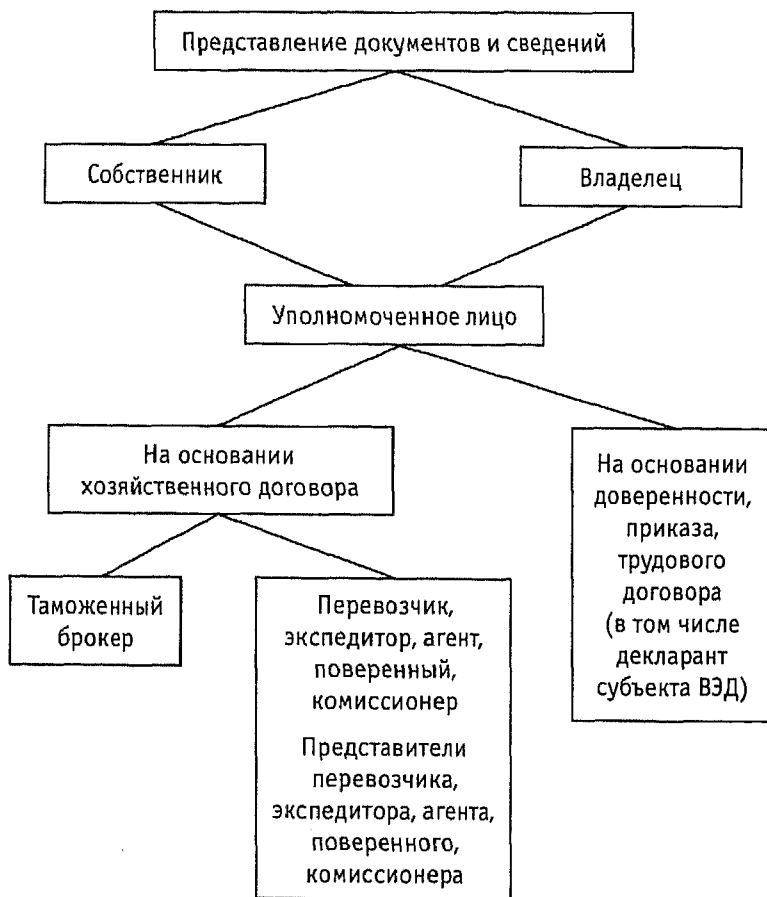 Представление документов и сведений
Собственник
Владелец
Уполномоченное лицо
На основании
хозяйственного договора
На основании
доверенности,
приказа,
трудового
договора
(в том числе
декларант
субъекта ВЭД)
Таможенный
брокер
Перевозчик,
экспедитор, агент,
поверенный,
комиссионер
Представители
перевозчика,
экспедитора, агента,
поверенного,
комиссионера